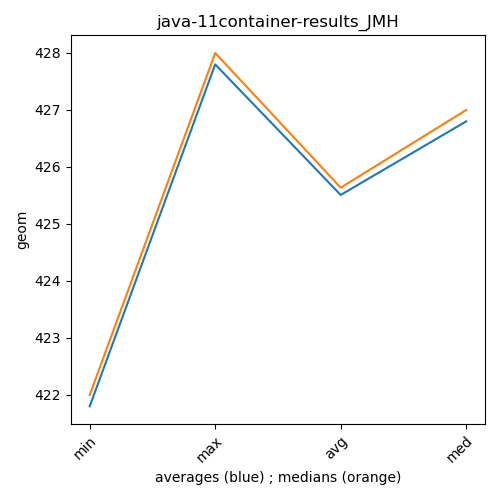 java-11container-results_JMH
428
427
426
425
424
423
422
geom
min
max
avg
med
averages (blue) ; medians (orange)